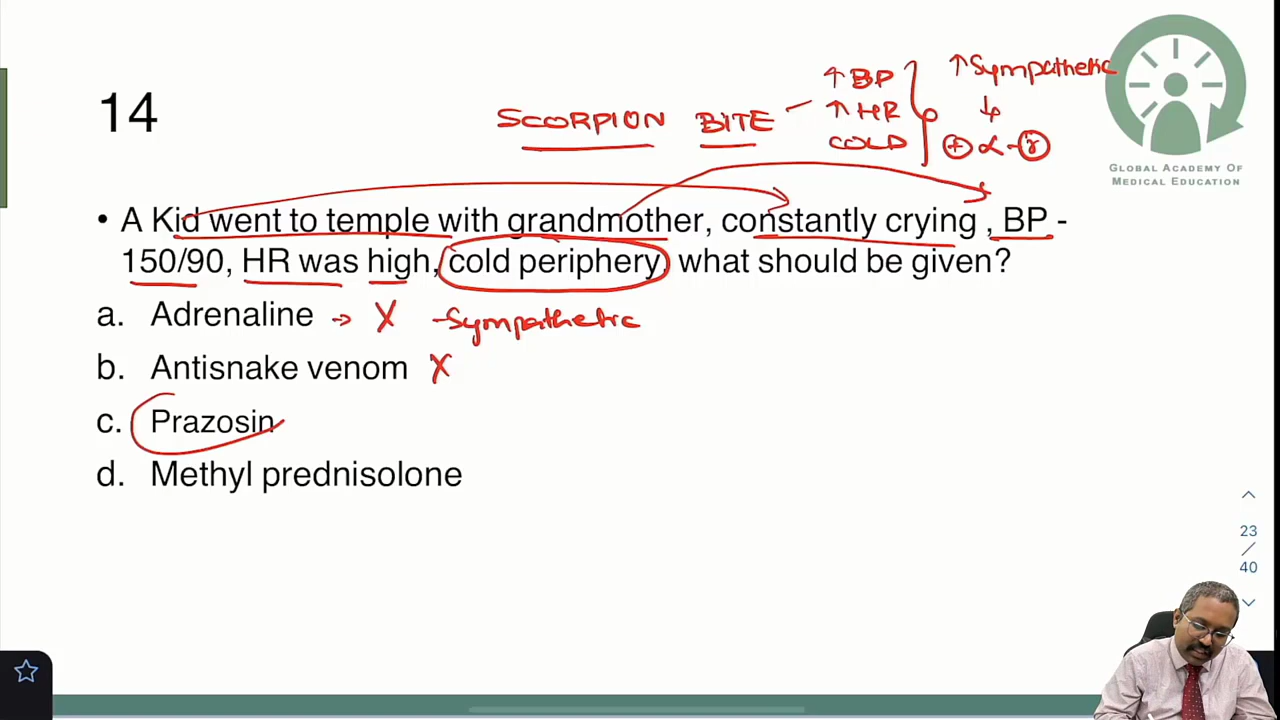 14
SCORPION BITE - ↑ BP
↑ HR
COLD
↑ Sympathetic
↓
GLOBAL ACADEMY OF
MEDICAL EDUCATION
• A Kid went to temple with grandmother, constantly crying , BP -
150/90, HR was high, cold periphery, what should be given?
a. Adrenaline → X - Sympathetic
b. Antisnake venom X
c. Prazosin
d. Methyl prednisolone
23
/
40